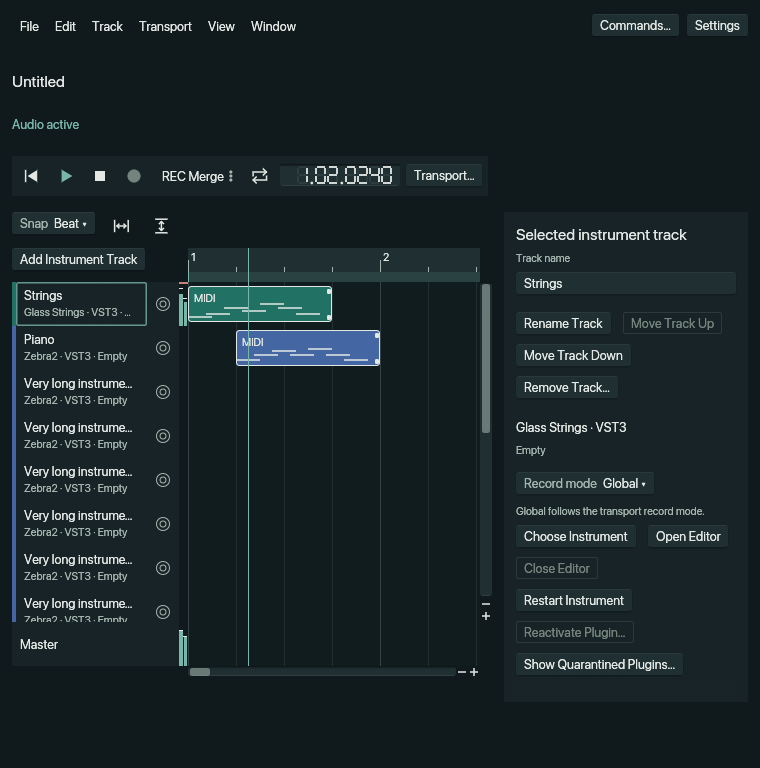 File Edit Track Transport View Window Commands... Settings
Untitled
Audio active
REC Merge 1.02.0240 Transport...
Snap Beat
Add Instrument Track
1 2
Strings
Glass Strings · VST3 · ...
MIDI
Piano
Zebra2 · VST3 · Empty
MIDI
Very long instrume...
Zebra2 · VST3 · Empty
Very long instrume...
Zebra2 · VST3 · Empty
Very long instrume...
Zebra2 · VST3 · Empty
Very long instrume...
Zebra2 · VST3 · Empty
Very long instrume...
Zebra2 · VST3 · Empty
Very long instrume...
Zebra2 · VST3 · Empty
Master
Selected instrument track
Track name
Strings
Rename Track Move Track Up
Move Track Down
Remove Track...
Glass Strings · VST3
Empty
Record mode Global
Global follows the transport record mode.
Choose Instrument Open Editor
Close Editor
Restart Instrument
Reactivate Plugin...
Show Quarantined Plugins...